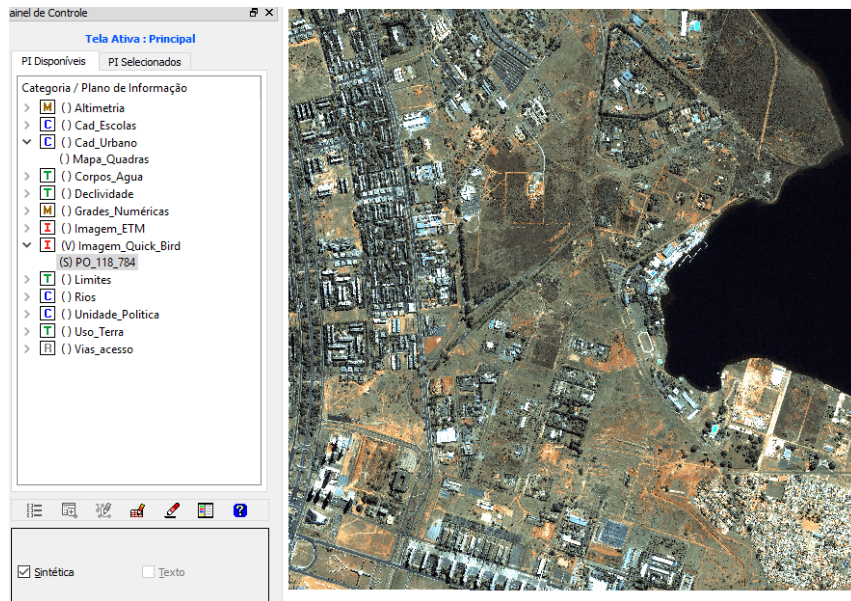 ainel de Controle
Tela Ativa : Principal
PI Disponíveis PI Selecionados
Categoria / Plano de Informação
M () Altimetria
C () Cad_Escolas
C () Cad_Urbano
() Mapa_Quadras
T () Corpos_Agua
T () Declividade
M () Grades_Numéricas
I () Imagem_ETM
I (V) Imagem_Quick_Bird
(S) PO_118_784
T () Limites
C () Rios
C () Unidade_Politica
T () Uso_Terra
R () Vias_acesso
?
Sintética Texto